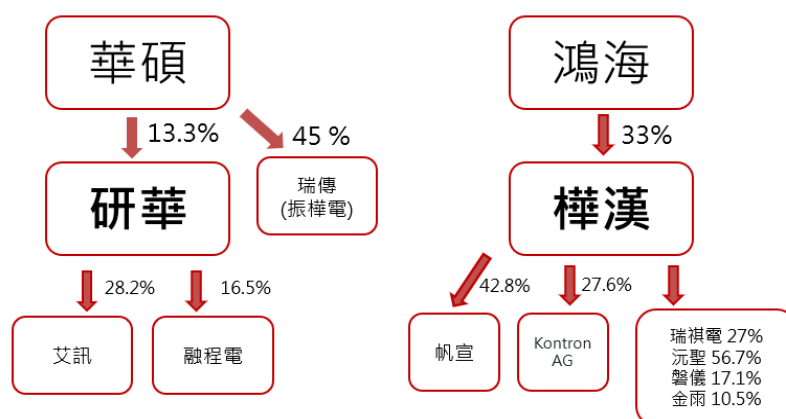 華碩
鴻海
13.3%
45 %
33%
研華
瑞傳
(振樺電)
樺漢
28.2%
16.5%
42.8%
27.6%
艾訊
融程電
帆宣
Kontron
AG
瑞祺電 27%
沅聖 56.7%
磐儀 17.1%
金雨 10.5%